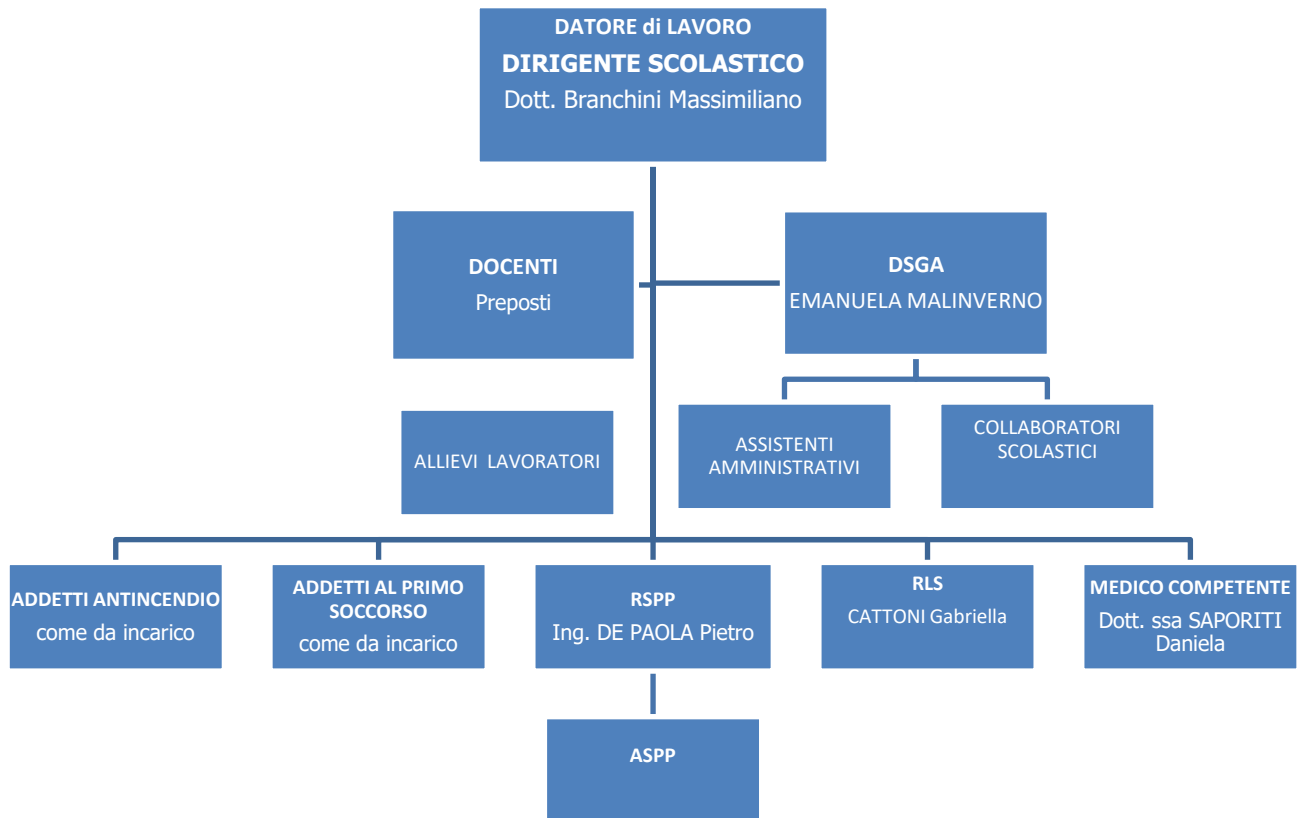 DATORE di LAVORO
DIRIGENTE SCOLASTICO
Dott. Branchini Massimiliano
DOCENTI
Preposti
DSGA
EMANUELA MALINVERNO
ALLIEVI LAVORATORI
ASSISTENTI
AMMINISTRATIVI
COLLABORATORI
SCOLASTICI
ADDETTI ANTINCENDIO
come da incarico
ADDETTI AL PRIMO
SOCCORSO
come da incarico
RSPP
Ing. DE PAOLA Pietro
RLS
CATTONI Gabriella
MEDICO COMPETENTE
Dott. ssa SAPORITI
Daniela
ASPP